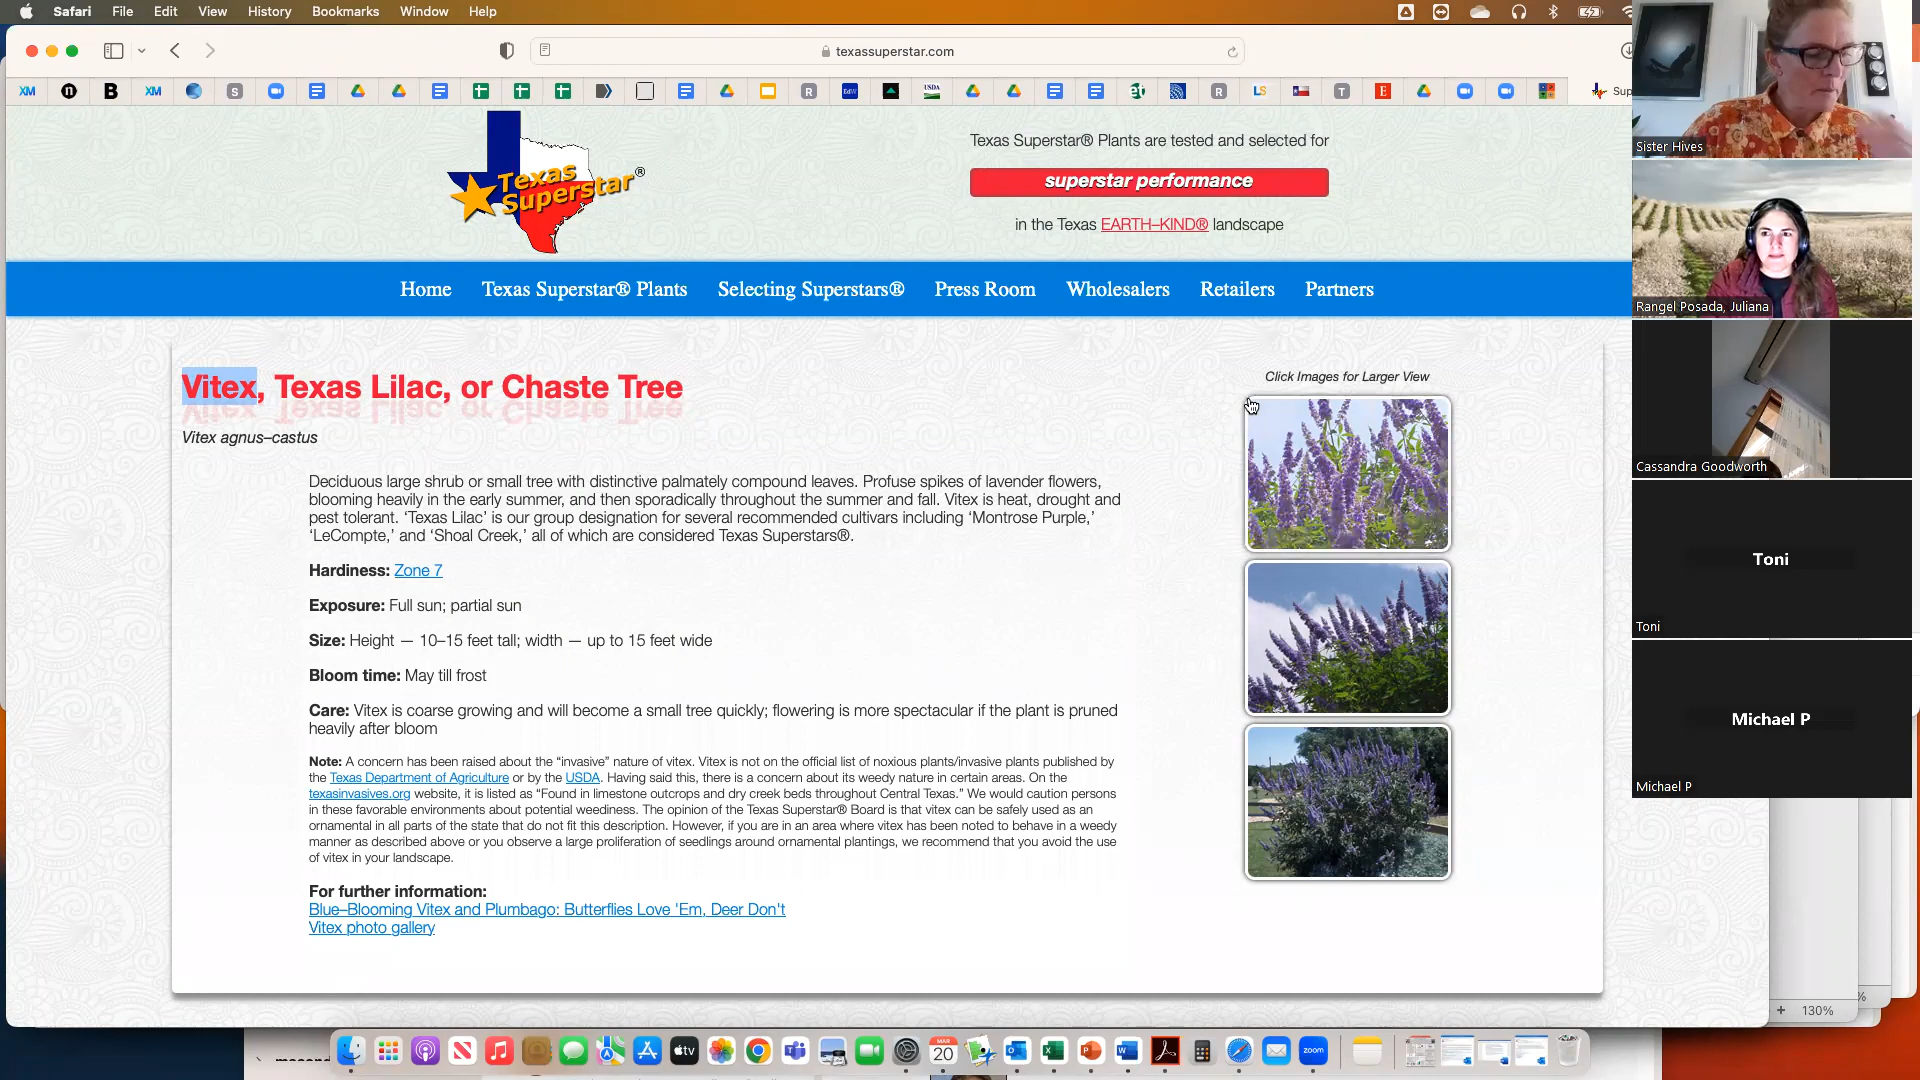 Safari File Edit View History Bookmarks Window Help
texassuperstar.com
Texas
Superstar®
Texas Superstar® Plants are tested and selected for
superstar performance
in the Texas EARTH–KIND® landscape
Home Texas Superstar® Plants Selecting Superstars® Press Room Wholesalers Retailers Partners
Vitex, Texas Lilac, or Chaste Tree
Vitex agnus–castus
Click Images for Larger View
Deciduous large shrub or small tree with distinctive palmately compound leaves. Profuse spikes of lavender flowers,
blooming heavily in the early summer, and then sporadically throughout the summer and fall. Vitex is heat, drought and
pest tolerant. ‘Texas Lilac’ is our group designation for several recommended cultivars including ‘Montrose Purple,’
‘LeCompte,’ and ‘Shoal Creek,’ all of which are considered Texas Superstars®.
Hardiness: Zone 7
Exposure: Full sun; partial sun
Size: Height — 10–15 feet tall; width — up to 15 feet wide
Bloom time: May till frost
Care: Vitex is coarse growing and will become a small tree quickly; flowering is more spectacular if the plant is pruned
heavily after bloom
Note: A concern has been raised about the “invasive” nature of vitex. Vitex is not on the official list of noxious plants/invasive plants published by
the Texas Department of Agriculture or by the USDA. Having said this, there is a concern about its weedy nature in certain areas. On the
texasinvasives.org website, it is listed as “Found in limestone outcrops and dry creek beds throughout Central Texas.” We would caution persons
in these favorable environments about potential weediness. The opinion of the Texas Superstar® Board is that vitex can be safely used as an
ornamental in all parts of the state that do not fit this description. However, if you are in an area where vitex has been noted to behave in a weedy
manner as described above or you observe a large proliferation of seedlings around ornamental plantings, we recommend that you avoid the use
of vitex in your landscape.
For further information:
Blue–Blooming Vitex and Plumbago: Butterflies Love 'Em, Deer Don't
Vitex photo gallery
Sister Hives
Rangel Posada, Juliana
Cassandra Goodworth
Toni
Toni
Michael P
Michael P
+ 130%
%
MAR
20
tv
zoom